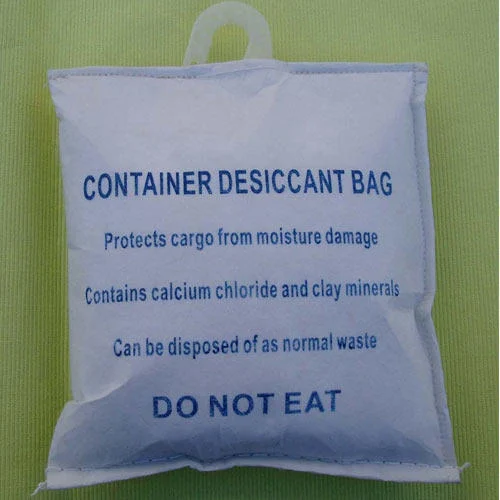 CONTAINER DESICCANT BAG
Protects cargo from moisture damage
Contains calcium chloride and clay minerals
Can be disposed of as normal waste
DO NOT EAT